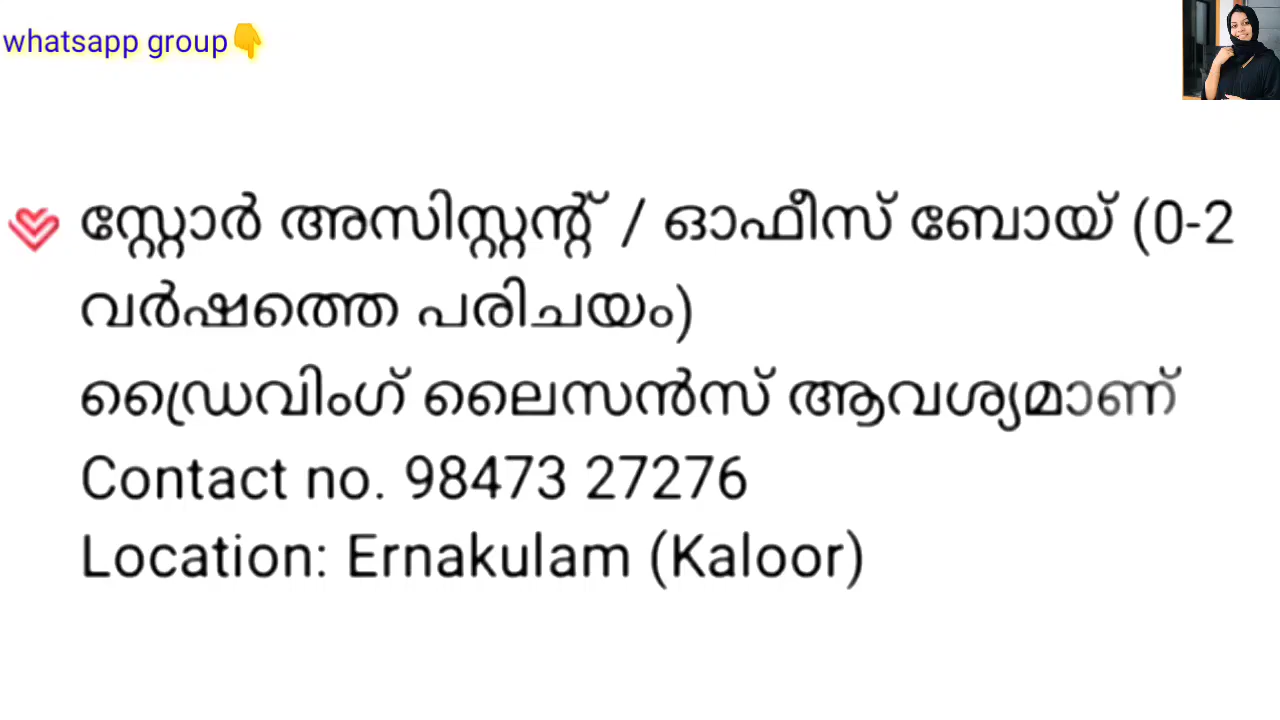 whatsapp group👇
സ്റ്റോർ അസിസ്റ്റന്റ് / ഓഫീസ് ബോയ് (0-2
വർഷത്തെ പരിചയം)
ഡ്രൈവിംഗ് ലൈസൻസ് ആവശ്യമാണ്
Contact no. 98473 27276
Location: Ernakulam (Kaloor)